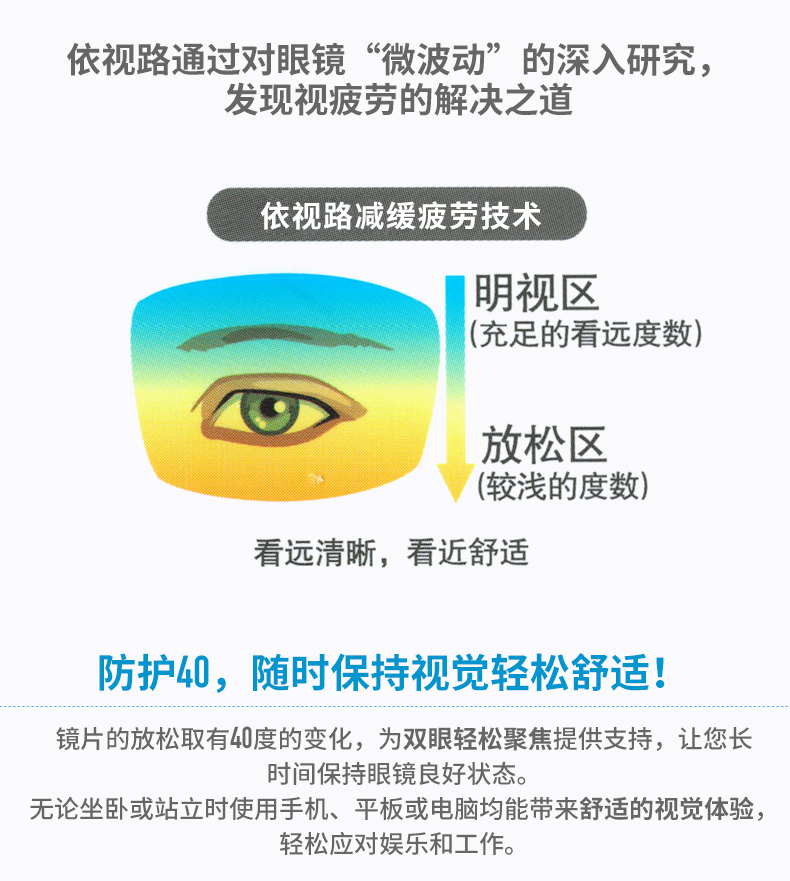 依视路通过对眼镜“微波动”的深入研究，
发现视疲劳的解决之道
依视路减缓疲劳技术
明视区
(充足的看远度数)
放松区
(较浅的度数)
看远清晰，看近舒适
防护40，随时保持视觉轻松舒适！
镜片的放松取有40度的变化，为双眼轻松聚焦提供支持，让您长
时间保持眼镜良好状态。
无论坐卧或站立时使用手机、平板或电脑均能带来舒适的视觉体验，
轻松应对娱乐和工作。